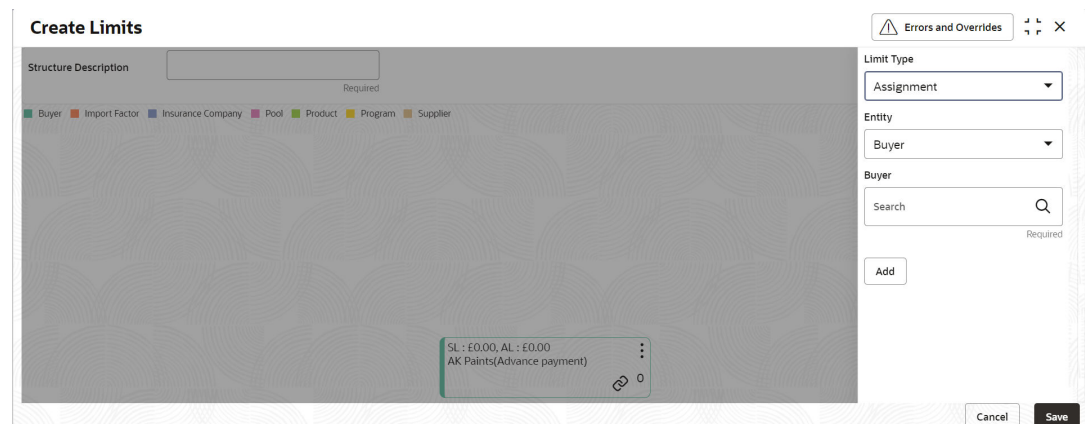 Create Limits
Errors and Overrides
Structure Description
Required
Buyer Import Factor Insurance Company Pool Product Program Supplier
SL : £0.00, AL : £0.00
AK Paints(Advance payment)
0
Limit Type
Assignment
Entity
Buyer
Buyer
Search
Required
Add
Cancel
Save